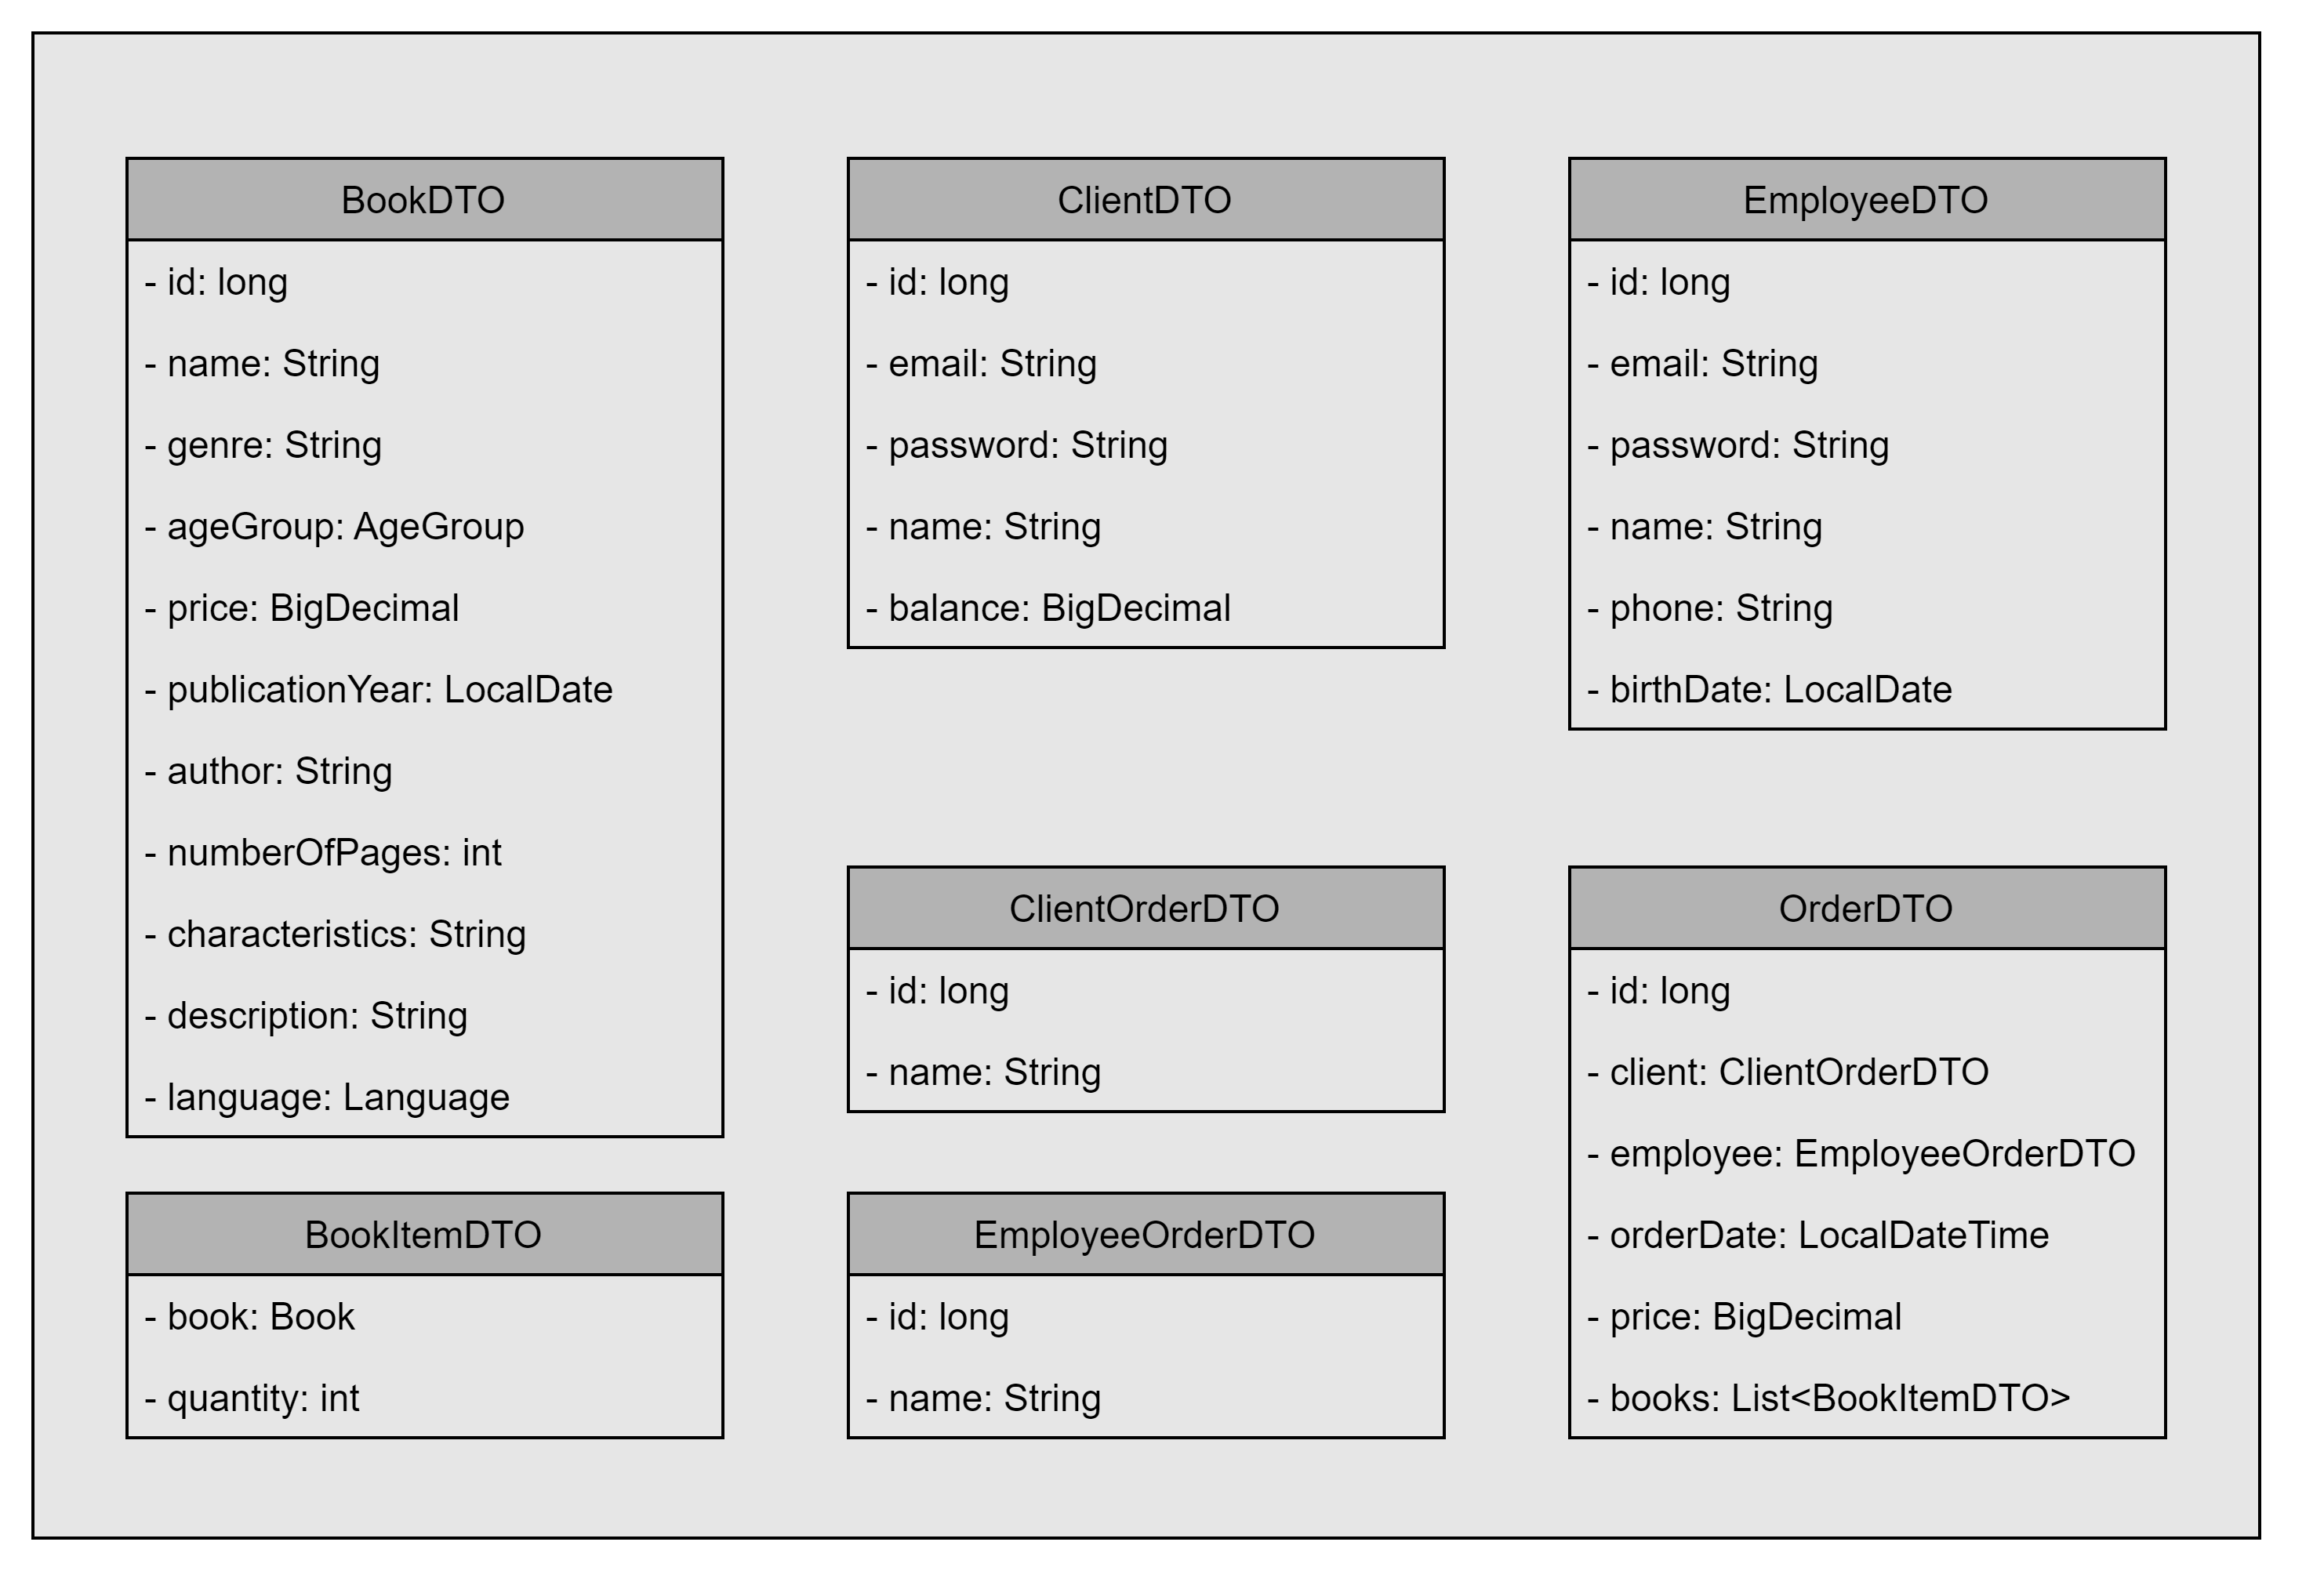 BookDTO
- id: long
- name: String
- genre: String
- ageGroup: AgeGroup
- price: BigDecimal
- publicationYear: LocalDate
- author: String
- numberOfPages: int
- characteristics: String
- description: String
- language: Language
BookItemDTO
- book: Book
- quantity: int
ClientDTO
- id: long
- email: String
- password: String
- name: String
- balance: BigDecimal
ClientOrderDTO
- id: long
- name: String
EmployeeOrderDTO
- id: long
- name: String
EmployeeDTO
- id: long
- email: String
- password: String
- name: String
- phone: String
- birthDate: LocalDate
OrderDTO
- id: long
- client: ClientOrderDTO
- employee: EmployeeOrderDTO
- orderDate: LocalDateTime
- price: BigDecimal
- books: List<BookItemDTO>